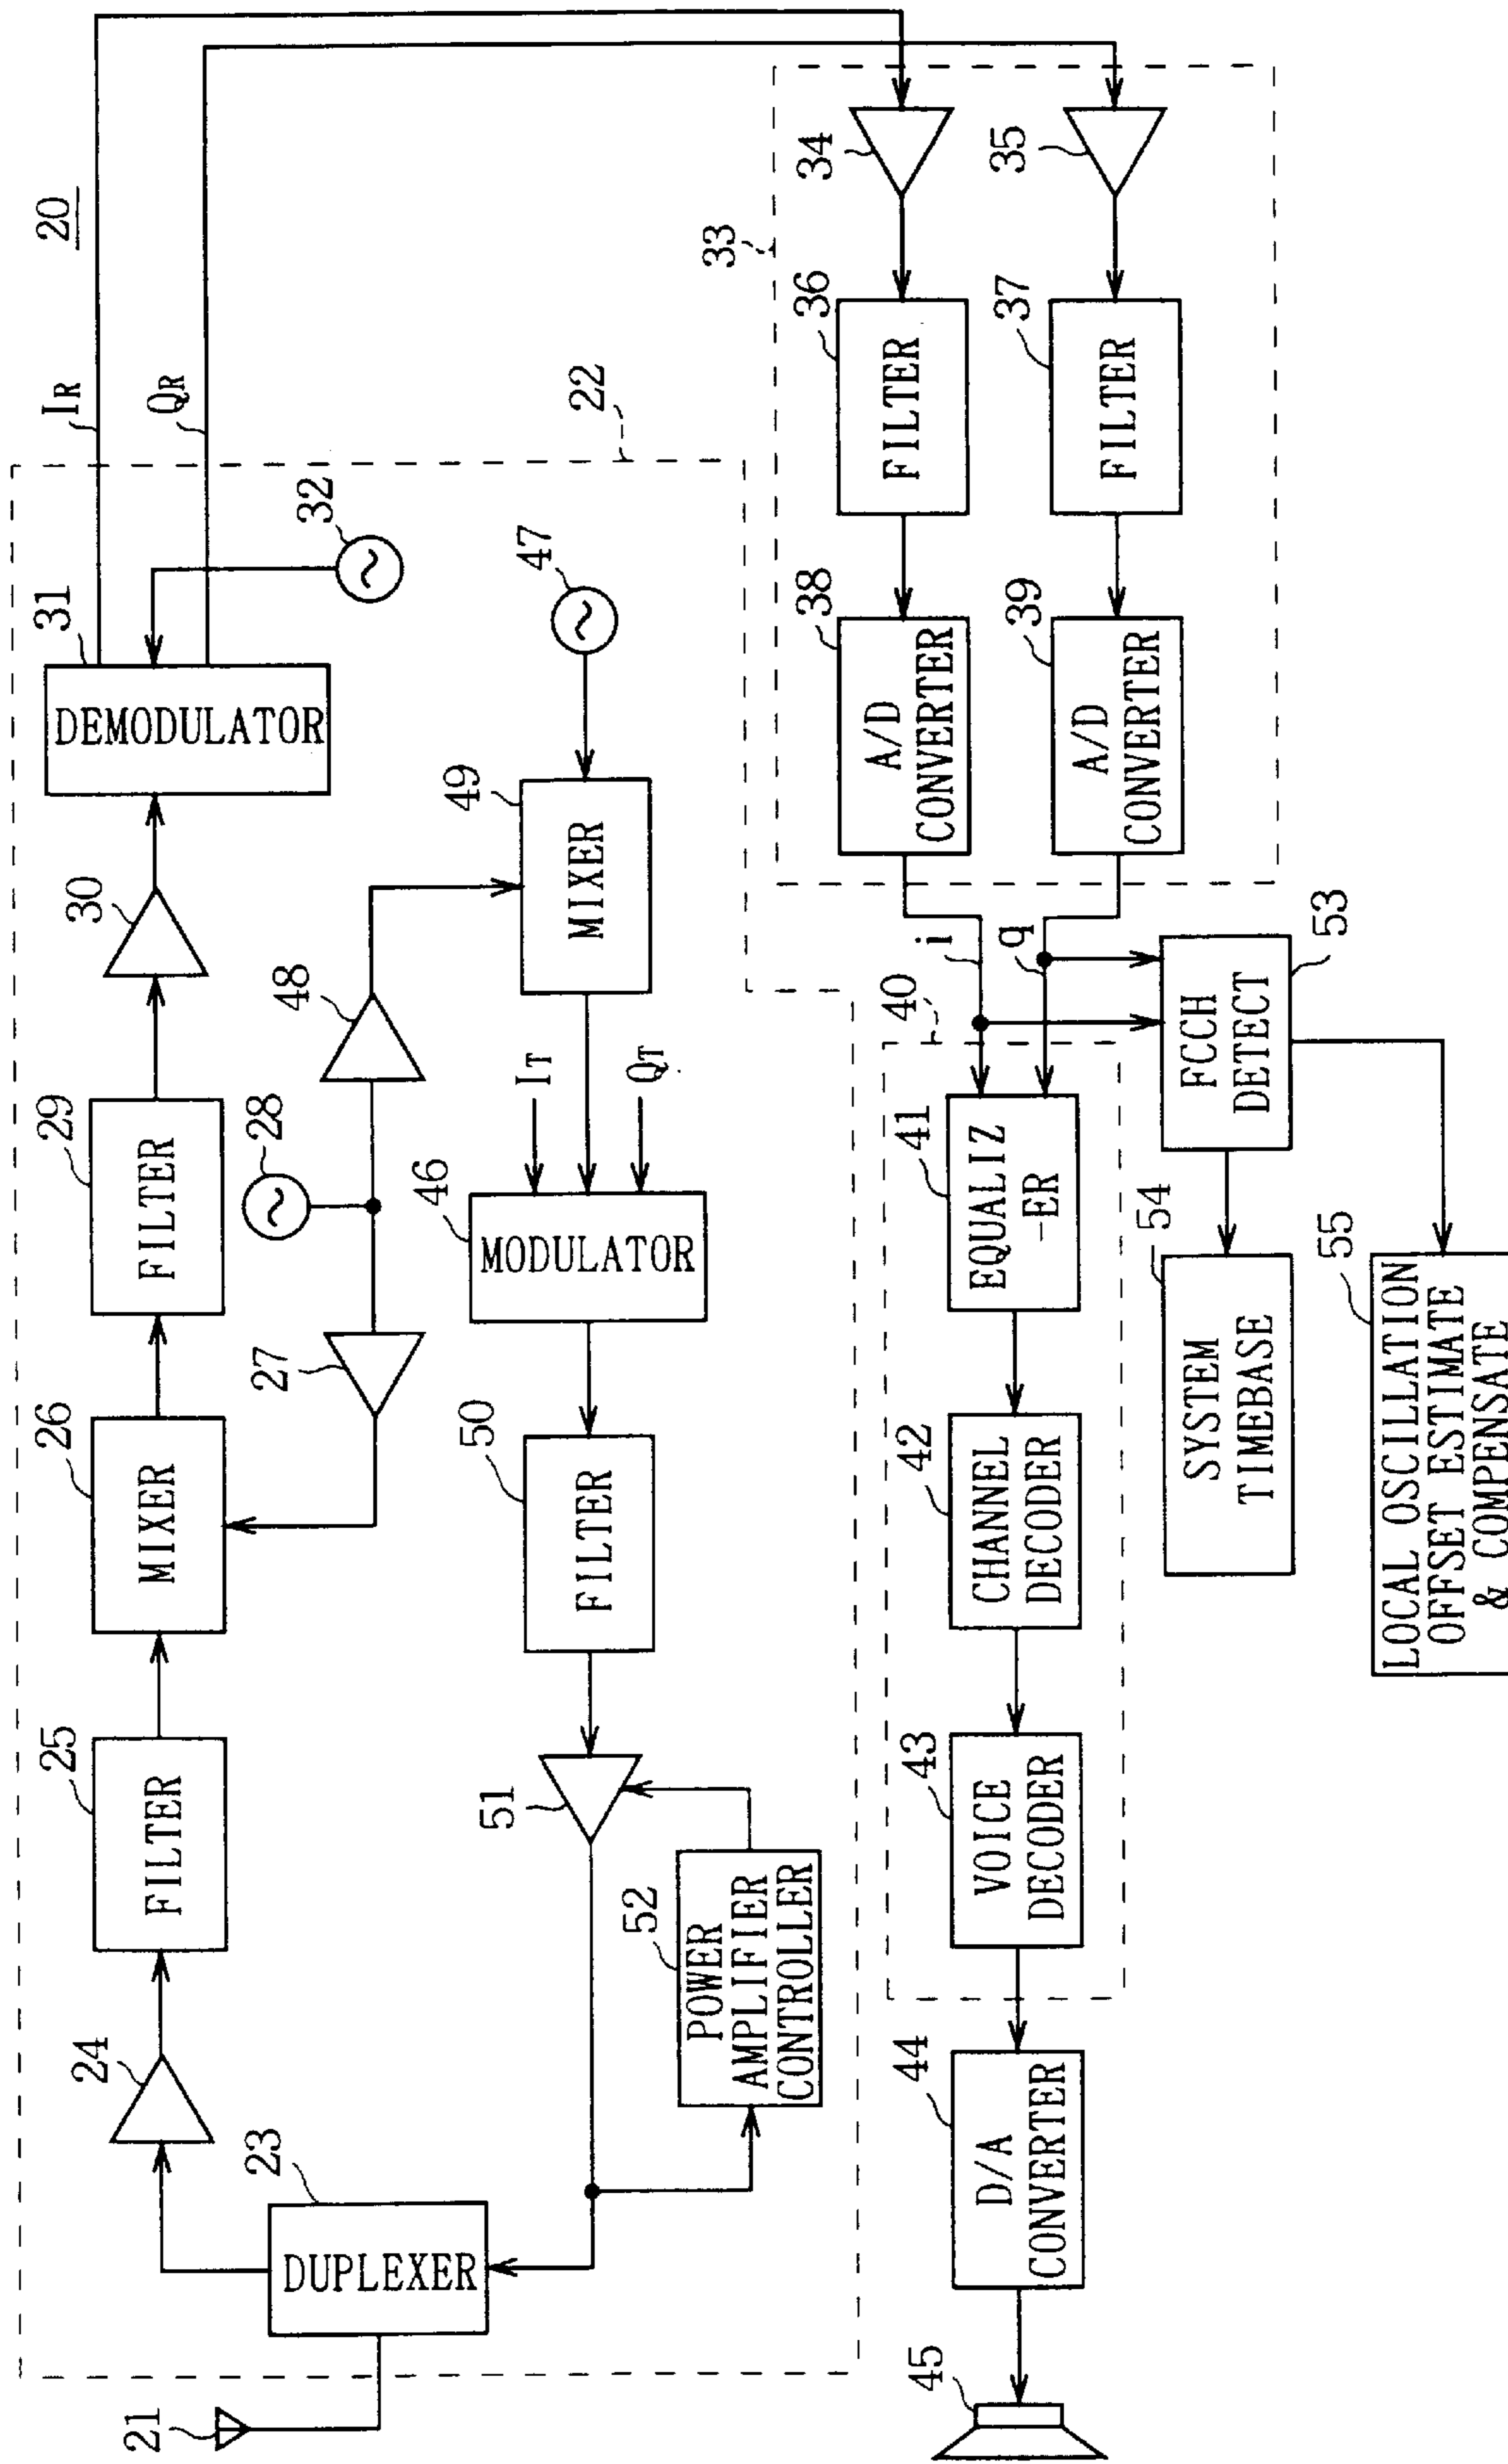 20
22
21
23
DUPLEXER
24
25
FILTER
26
MIXER
27
28
29
FILTER
30
31
DEMODULATOR
32
IR
QR
47
48
49
MIXER
IT
QT
46
MODULATOR
50
FILTER
51
52
POWER
AMPLIFIER
CONTROLLER
33
34
35
36
FILTER
37
FILTER
38
A/D
CONVERTER
39
A/D
CONVERTER
i
q
40
41
EQUALIZ
-ER
42
CHANNEL
DECODER
43
VOICE
DECODER
44
D/A
CONVERTER
45
53
FCCH
DETECT
54
SYSTEM
TIMEBASE
55
LOCAL OSCILLATION
OFFSET ESTIMATE
& COMPENSATE